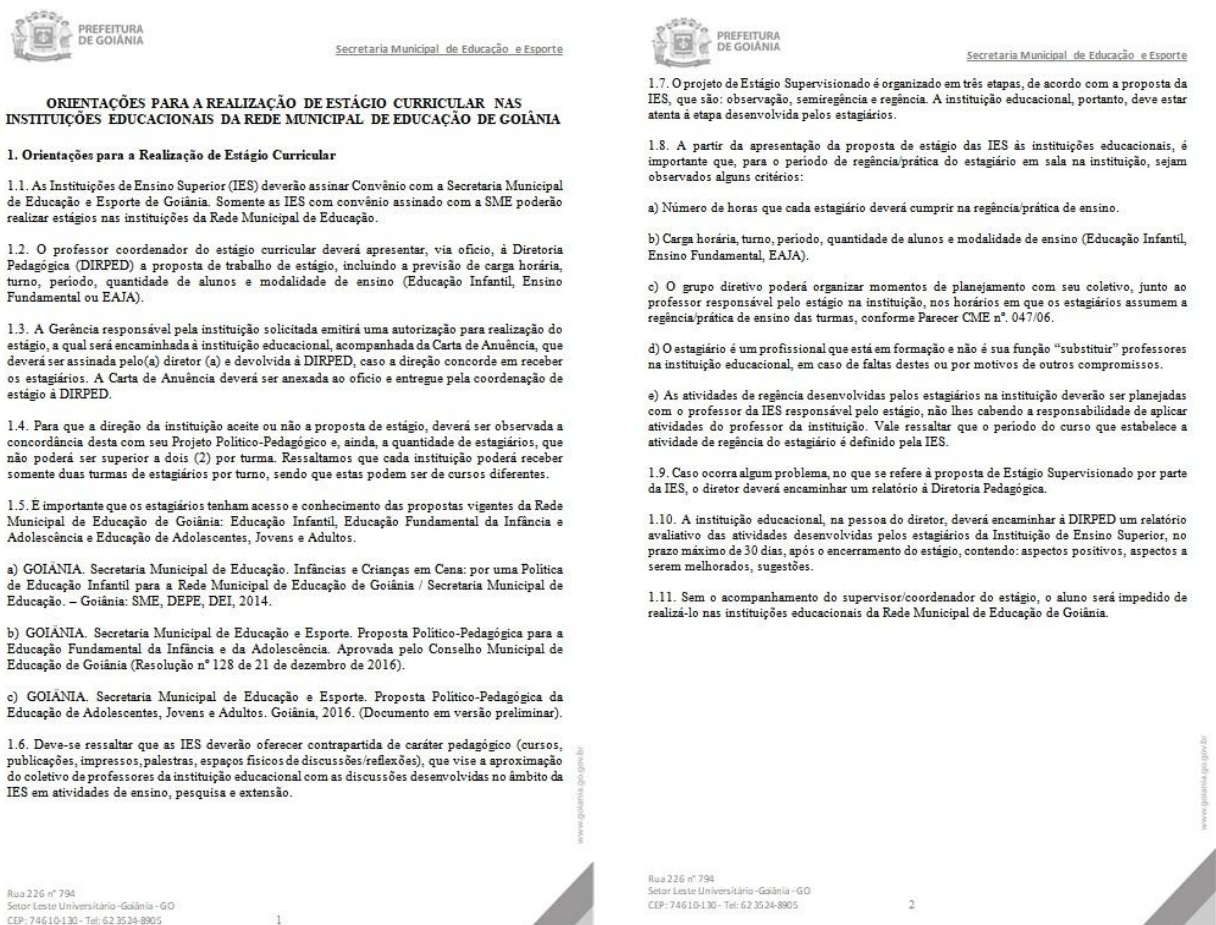 PREFEITURA
DE GOIÂNIA
Secretaria Municipal de Educação e Esporte
ORIENTAÇÕES PARA A REALIZAÇÃO DE ESTÁGIO CURRICULAR NAS
INSTITUIÇÕES EDUCACIONAIS DA REDE MUNICIPAL DE EDUCAÇÃO DE GOIÂNIA
1. Orientações para a Realização de Estágio Curricular
1.1. As Instituições de Ensino Superior (IES) deverão assinar Convênio com a Secretaria Municipal
de Educação e Esporte de Goiânia. Somente as IES com convênio assinado com a SME poderão
realizar estágios nas instituições da Rede Municipal de Educação.
1.2. O professor coordenador do estágio curricular deverá apresentar, via ofício, à Diretoria
Pedagógica (DIRPED) a proposta de trabalho de estágio, incluindo a previsão de carga horária,
turno, período, quantidade de alunos e modalidade de ensino (Educação Infantil, Ensino
Fundamental ou EAJA).
1.3. A Gerência responsável pela instituição solicitada emitirá uma autorização para realização do
estágio, a qual será encaminhada à instituição educacional, acompanhada da Carta de Anuência, que
deverá ser assinada pelo(a) diretor (a) e devolvida à DIRPED, caso a direção concorde em receber
os estagiários. A Carta de Anuência deverá ser anexada ao ofício e entregue pela coordenação de
estágio à DIRPED.
1.4. Para que a direção da instituição aceite ou não a proposta de estágio, deverá ser observada a
concordância desta com seu Projeto Político-Pedagógico e, ainda, a quantidade de estagiários, que
não poderá ser superior a dois (2) por turma. Ressaltamos que cada instituição poderá receber
somente duas turmas de estagiários por turno, sendo que estas podem ser de cursos diferentes.
1.5. É importante que os estagiários tenham acesso e conhecimento das propostas vigentes da Rede
Municipal de Educação de Goiânia: Educação Infantil, Educação Fundamental da Infância e
Adolescência e Educação de Adolescentes, Jovens e Adultos.
a) GOIÂNIA. Secretaria Municipal de Educação. Infâncias e Crianças em Cena: por uma Política
de Educação Infantil para a Rede Municipal de Educação de Goiânia / Secretaria Municipal de
Educação. – Goiânia: SME, DEPE, DEI, 2014.
b) GOIÂNIA. Secretaria Municipal de Educação e Esporte. Proposta Político-Pedagógica para a
Educação Fundamental da Infância e da Adolescência. Aprovada pelo Conselho Municipal de
Educação de Goiânia (Resolução nº 128 de 21 de dezembro de 2016).
c) GOIÂNIA. Secretaria Municipal de Educação e Esporte. Proposta Político-Pedagógica da
Educação de Adolescentes, Jovens e Adultos. Goiânia, 2016. (Documento em versão preliminar).
1.6. Deve-se ressaltar que as IES deverão oferecer contrapartida de caráter pedagógico (cursos,
publicações, impressos, palestras, espaços físicos de discussões/reflexões), que vise a aproximação
do coletivo de professores da instituição educacional com as discussões desenvolvidas no âmbito da
IES em atividades de ensino, pesquisa e extensão.
www.goiania.go.gov.br
Rua 226 nº 794
Setor Leste Universitário -Goiânia - GO
CEP: 74610-130 - Tel: 62 3524-8905
1
PREFEITURA
DE GOIÂNIA
Secretaria Municipal de Educação e Esporte
1.7. O projeto de Estágio Supervisionado é organizado em três etapas, de acordo com a proposta da
IES, que são: observação, semiregência e regência. A instituição educacional, portanto, deve estar
atenta à etapa desenvolvida pelos estagiários.
1.8. A partir da apresentação da proposta de estágio das IES às instituições educacionais, é
importante que, para o período de regência/prática do estagiário em sala na instituição, sejam
observados alguns critérios:
a) Número de horas que cada estagiário deverá cumprir na regência/prática de ensino.
b) Carga horária, turno, período, quantidade de alunos e modalidade de ensino (Educação Infantil,
Ensino Fundamental, EAJA).
c) O grupo diretivo poderá organizar momentos de planejamento com seu coletivo, junto ao
professor responsável pelo estágio na instituição, nos horários em que os estagiários assumem a
regência/prática de ensino das turmas, conforme Parecer CME nº. 047/06.
d) O estagiário é um profissional que está em formação e não é sua função “substituir” professores
na instituição educacional, em caso de faltas destes ou por motivos de outros compromissos.
e) As atividades de regência desenvolvidas pelos estagiários na instituição deverão ser planejadas
com o professor da IES responsável pelo estágio, não lhes cabendo a responsabilidade de aplicar
atividades do professor da instituição. Vale ressaltar que o período do curso que estabelece a
atividade de regência do estagiário é definido pela IES.
1.9. Caso ocorra algum problema, no que se refere à proposta de Estágio Supervisionado por parte
da IES, o diretor deverá encaminhar um relatório à Diretoria Pedagógica.
1.10. A instituição educacional, na pessoa do diretor, deverá encaminhar à DIRPED um relatório
avaliativo das atividades desenvolvidas pelos estagiários da Instituição de Ensino Superior, no
prazo máximo de 30 dias, após o encerramento do estágio, contendo: aspectos positivos, aspectos a
serem melhorados, sugestões.
1.11. Sem o acompanhamento do supervisor/coordenador do estágio, o aluno será impedido de
realizá-lo nas instituições educacionais da Rede Municipal de Educação de Goiânia.
www.goiania.go.gov.br
Rua 226 nº 794
Setor Leste Universitário -Goiânia - GO
CEP: 74610-130 - Tel: 62 3524-8905
2